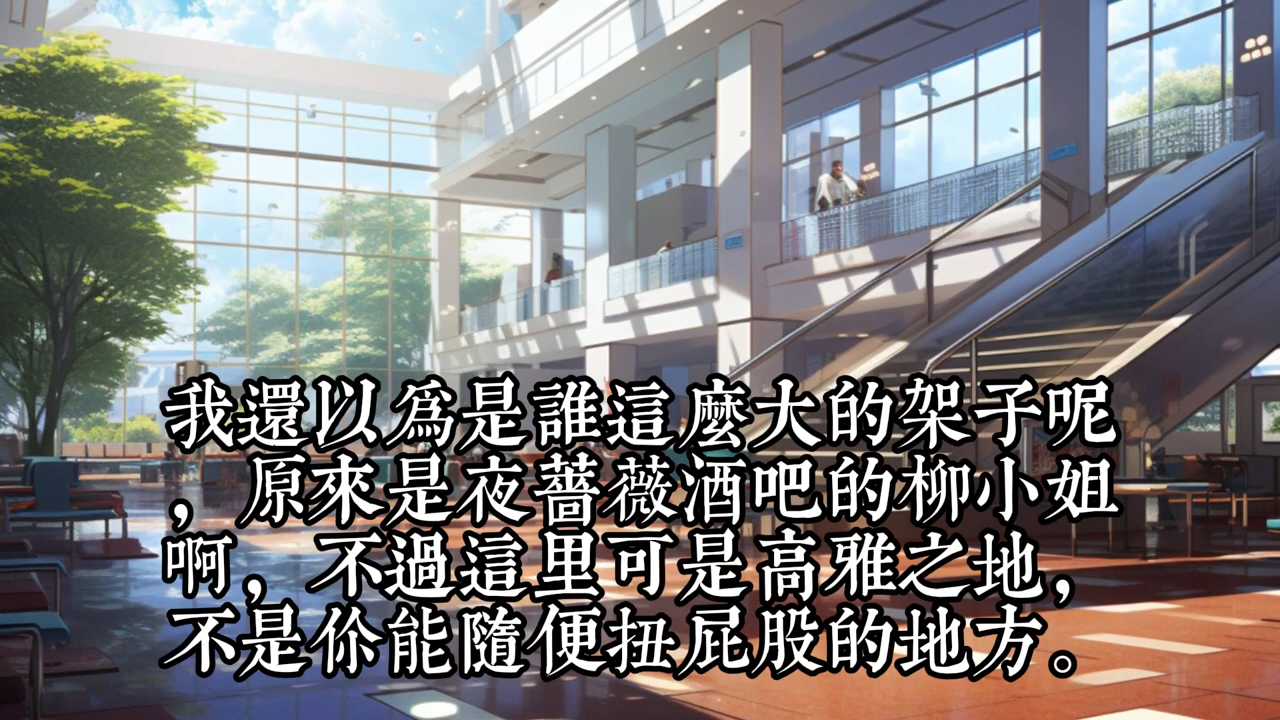 我還以爲是誰這麼大的架子呢
，原來是夜薔薇酒吧的柳小姐
啊，不過這里可是高雅之地，
不是你能隨便扭屁股的地方。